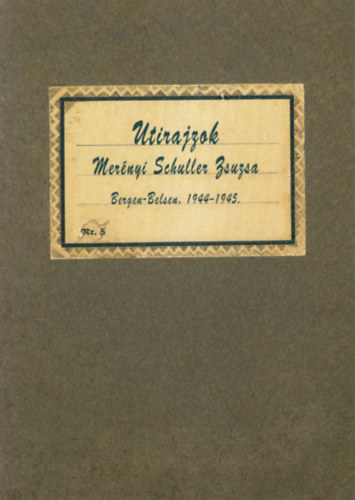 Utirajzok
Merényi Schuller Zsuzsa
Bergen-Belsen. 1944-1945.
Nr. 5